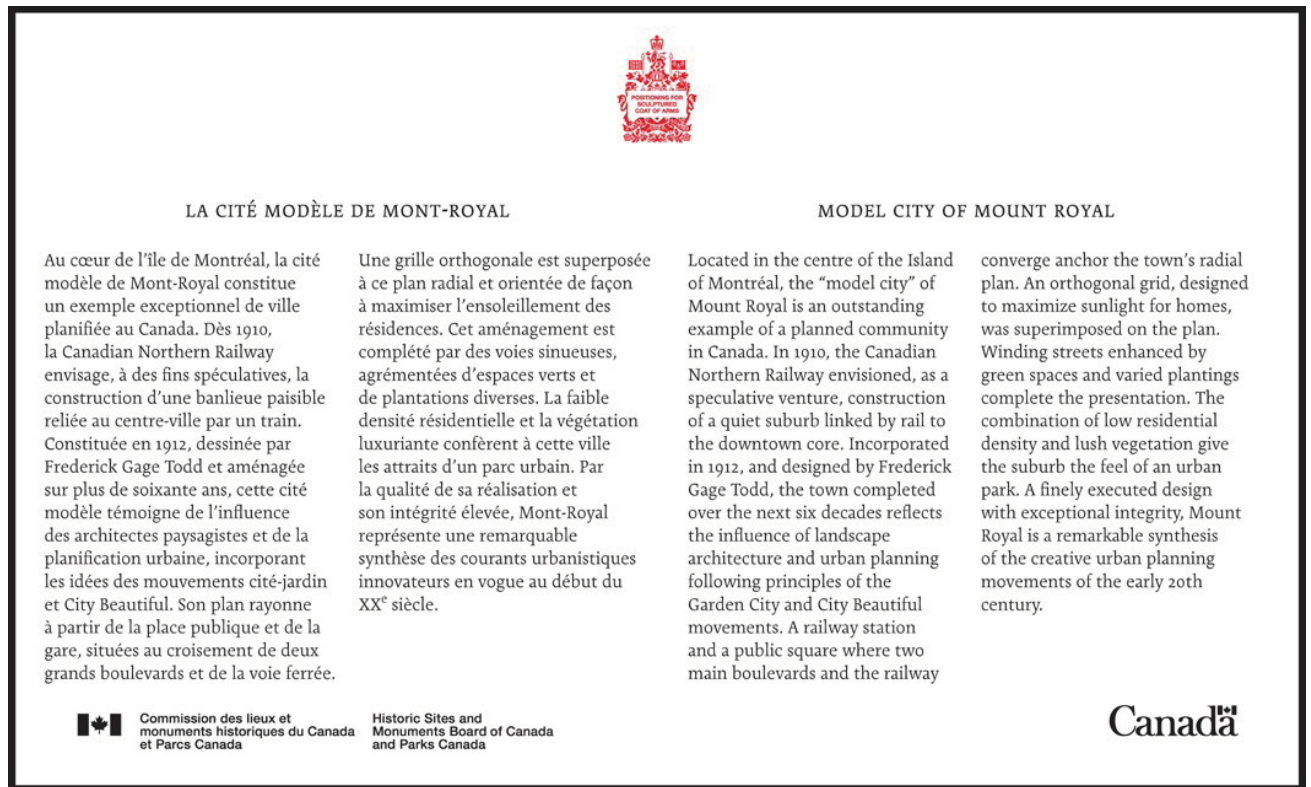 POSITIONING FOR
SCULPTURED
COAT OF ARMS
LA CITÉ MODÈLE DE MONT-ROYAL
Au cœur de l'île de Montréal, la cité
modèle de Mont-Royal constitue
un exemple exceptionnel de ville
planifiée au Canada. Dès 1910,
la Canadian Northern Railway
envisage, à des fins spéculatives, la
construction d'une banlieue paisible
reliée au centre-ville par un train.
Constituée en 1912, dessinée par
Frederick Gage Todd et aménagée
sur plus de soixante ans, cette cité
modèle témoigne de l'influence
des architectes paysagistes et de la
planification urbaine, incorporant
les idées des mouvements cité-jardin
et City Beautiful. Son plan rayonne
à partir de la place publique et de la
gare, situées au croisement de deux
grands boulevards et de la voie ferrée.
Une grille orthogonale est superposée
à ce plan radial et orientée de façon
à maximiser l'ensoleillement des
résidences. Cet aménagement est
complété par des voies sinueuses,
agrémentées d'espaces verts et
de plantations diverses. La faible
densité résidentielle et la végétation
luxuriante confèrent à cette ville
les attraits d'un parc urbain. Par
la qualité de sa réalisation et
son intégrité élevée, Mont-Royal
représente une remarquable
synthèse des courants urbanistiques
innovateurs en vogue au début du
XXe siècle.
MODEL CITY OF MOUNT ROYAL
Located in the centre of the Island
of Montréal, the "model city" of
Mount Royal is an outstanding
example of a planned community
in Canada. In 1910, the Canadian
Northern Railway envisioned, as a
speculative venture, construction
of a quiet suburb linked by rail to
the downtown core. Incorporated
in 1912, and designed by Frederick
Gage Todd, the town completed
over the next six decades reflects
the influence of landscape
architecture and urban planning
following principles of the
Garden City and City Beautiful
movements. A railway station
and a public square where two
main boulevards and the railway
converge anchor the town's radial
plan. An orthogonal grid, designed
to maximize sunlight for homes,
was superimposed on the plan.
Winding streets enhanced by
green spaces and varied plantings
complete the presentation. The
combination of low residential
density and lush vegetation give
the suburb the feel of an urban
park. A finely executed design
with exceptional integrity, Mount
Royal is a remarkable synthesis
of the creative urban planning
movements of the early 20th
century.
Commission des lieux et
monuments historiques du Canada
et Parcs Canada
Historic Sites and
Monuments Board of Canada
and Parks Canada
Canada